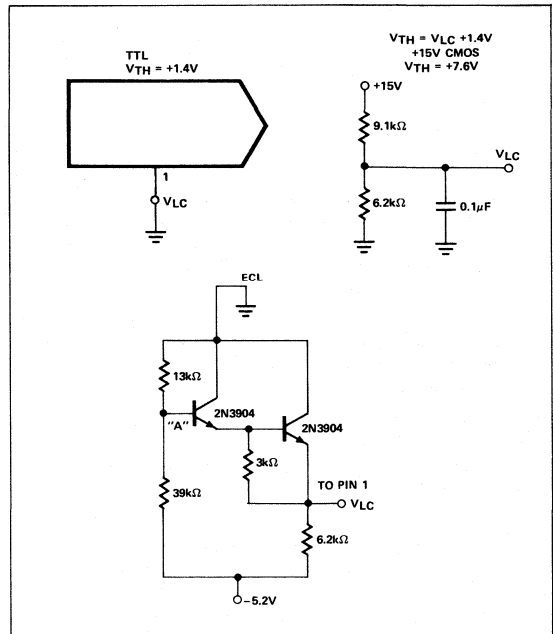 TTL
VTH = +1.4V
1
VLC
VTH = VLC +1.4V
+15V CMOS
VTH = +7.6V
+15V
9.1kΩ
VLC
6.2kΩ
0.1μF
ECL
13kΩ
2N3904
"A"
2N3904
3kΩ
TO PIN 1
VLC
39kΩ
6.2kΩ
-5.2V